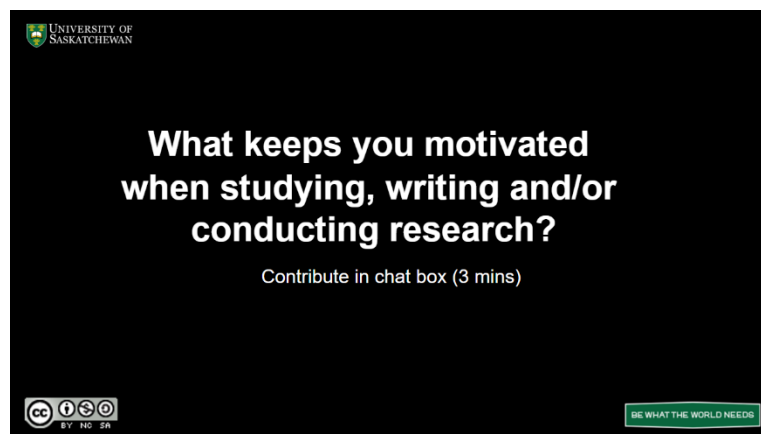 UNIVERSITY OF
SASKATCHEWAN
What keeps you motivated
when studying, writing and/or
conducting research?
Contribute in chat box (3 mins)
cc
BY NC SA
BE WHAT THE WORLD NEEDS